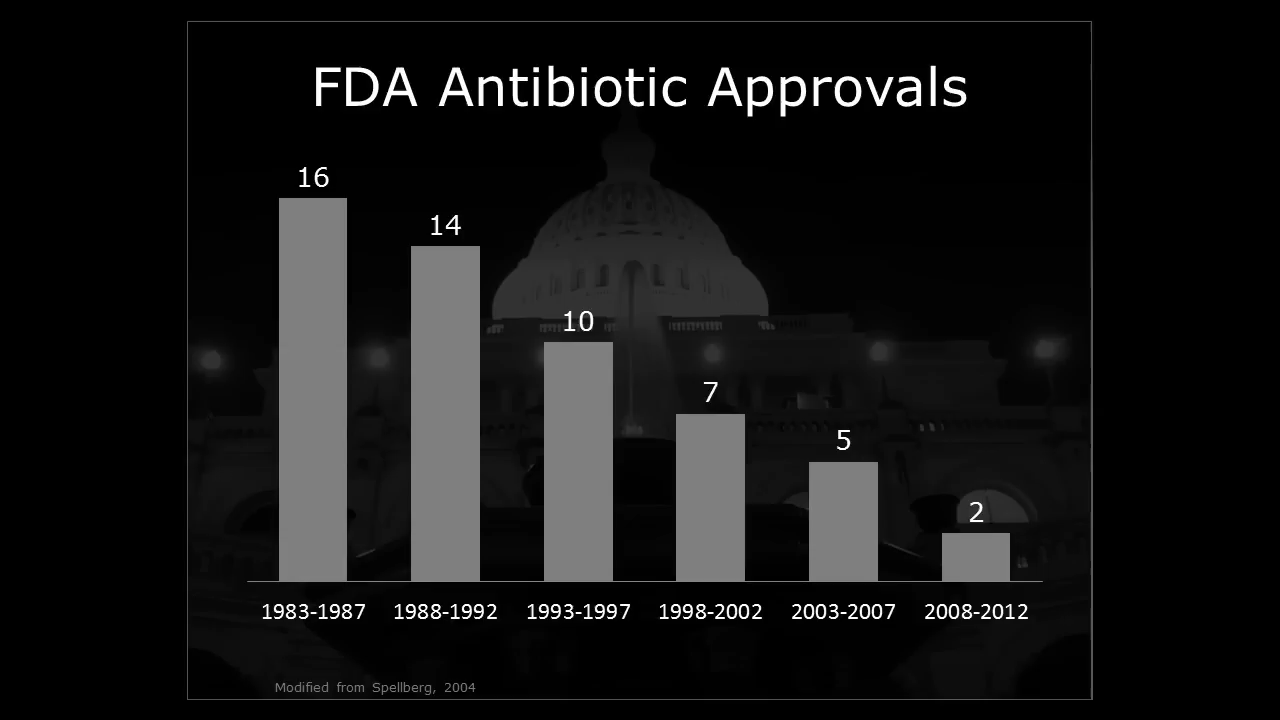 FDA Antibiotic Approvals
16
14
10
7
5
2
1983-1987 1988-1992 1993-1997 1998-2002 2003-2007 2008-2012
Modified from Spellberg, 2004